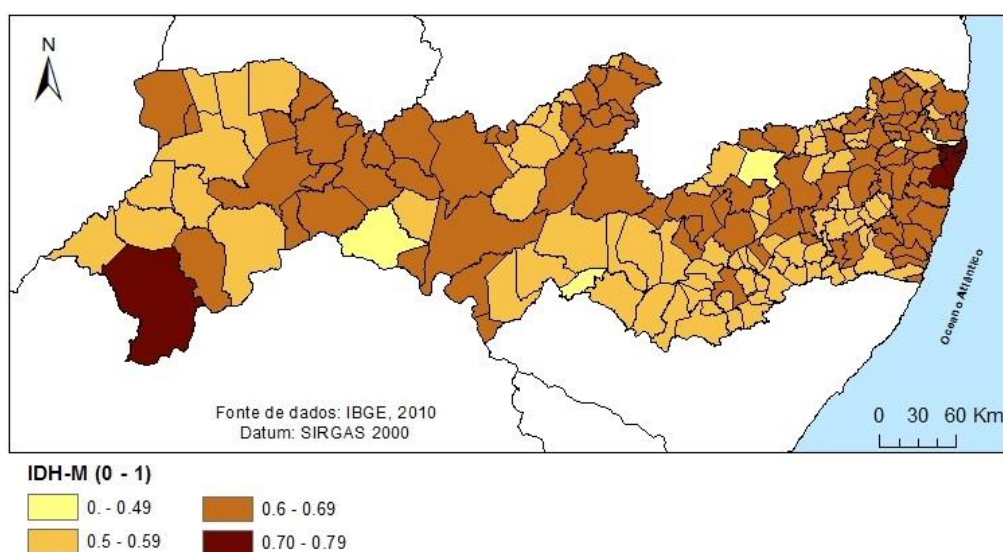 N
Oceano Atlântico
Fonte de dados: IBGE, 2010
Datum: SIRGAS 2000
0 30 60 Km
IDH-M (0 - 1)
0. - 0.49
0.6 - 0.69
0.5 - 0.59
0.70 - 0.79